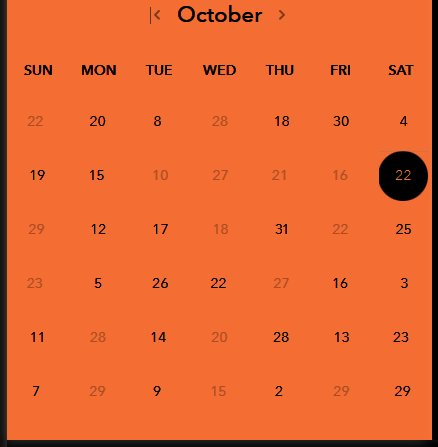 < October >
SUN MON TUE WED THU FRI SAT
22 20 8 28 18 30 4
19 15 10 27 21 16 22
29 12 17 18 31 22 25
23 5 26 22 27 16 3
11 28 14 20 28 13 23
7 29 9 15 2 29 29